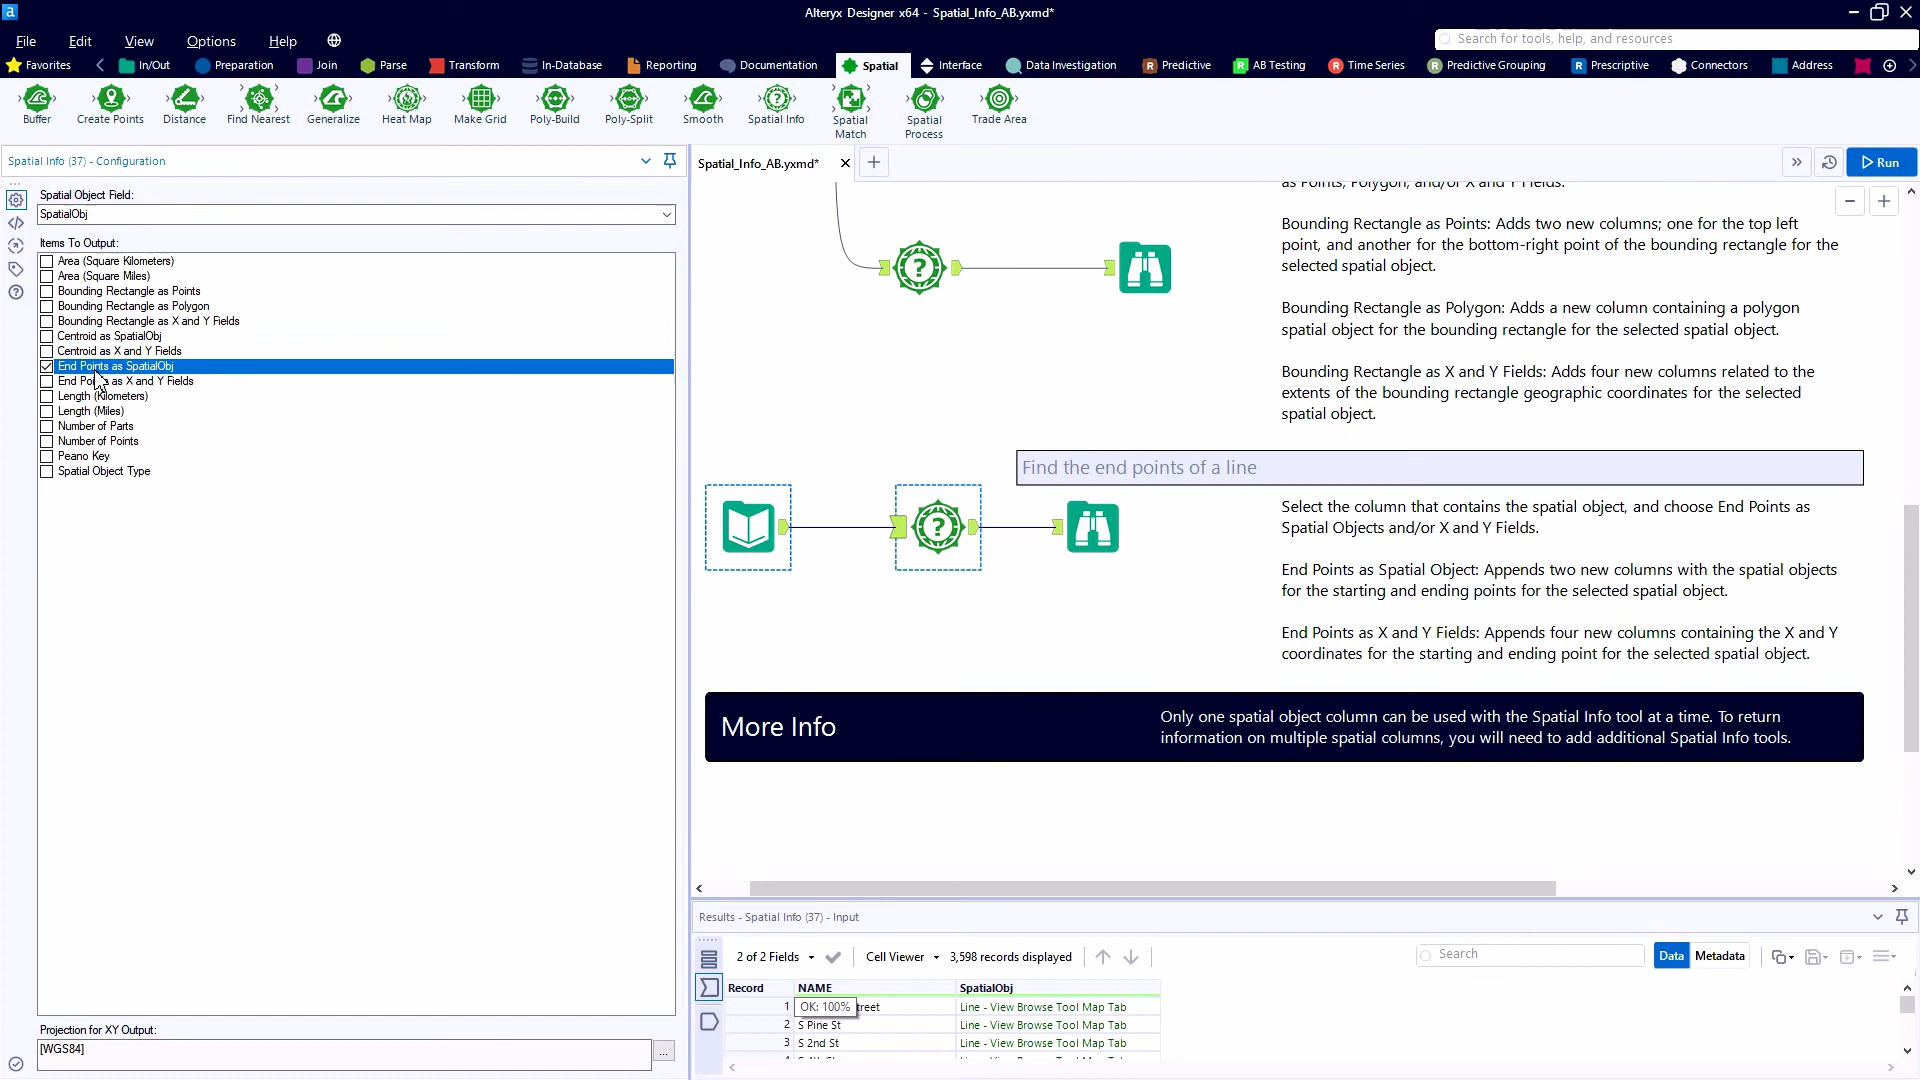 Alteryx Designer x64 - Spatial_Info_AB.yxmd*
File Edit View Options Help
Search for tools, help, and resources
Favorites In/Out Preparation Join Parse Transform In-Database Reporting Documentation Spatial Interface Data Investigation Predictive AB Testing Time Series Predictive Grouping Prescriptive Connectors Address
Buffer Create Points Distance Find Nearest Generalize Heat Map Make Grid Poly-Build Poly-Split Smooth Spatial Info Spatial Match Spatial Process Trade Area
Spatial Info (37) - Configuration
Spatial Object Field:
SpatialObj
Items To Output:
Area (Square Kilometers)
Area (Square Miles)
Bounding Rectangle as Points
Bounding Rectangle as Polygon
Bounding Rectangle as X and Y Fields
Centroid as SpatialObj
Centroid as X and Y Fields
End Points as SpatialObj
End Points as X and Y Fields
Length (Kilometers)
Length (Miles)
Number of Parts
Number of Points
Peano Key
Spatial Object Type
Projection for XY Output:
[WGS84]
...
Spatial_Info_AB.yxmd*
Run
as Points, Polygon, and/or X and Y Fields.
Bounding Rectangle as Points: Adds two new columns; one for the top left
point, and another for the bottom-right point of the bounding rectangle for the
selected spatial object.
Bounding Rectangle as Polygon: Adds a new column containing a polygon
spatial object for the bounding rectangle for the selected spatial object.
Bounding Rectangle as X and Y Fields: Adds four new columns related to the
extents of the bounding rectangle geographic coordinates for the selected
spatial object.
Find the end points of a line
Select the column that contains the spatial object, and choose End Points as
Spatial Objects and/or X and Y Fields.
End Points as Spatial Object: Appends two new columns with the spatial objects
for the starting and ending points for the selected spatial object.
End Points as X and Y Fields: Appends four new columns containing the X and Y
coordinates for the starting and ending point for the selected spatial object.
More Info
Only one spatial object column can be used with the Spatial Info tool at a time. To return
information on multiple spatial columns, you will need to add additional Spatial Info tools.
Results - Spatial Info (37) - Input
2 of 2 Fields Cell Viewer 3,598 records displayed Search Data Metadata
Record NAME SpatialObj
1 OK: 100% treet Line - View Browse Tool Map Tab
2 S Pine St Line - View Browse Tool Map Tab
3 S 2nd St Line - View Browse Tool Map Tab